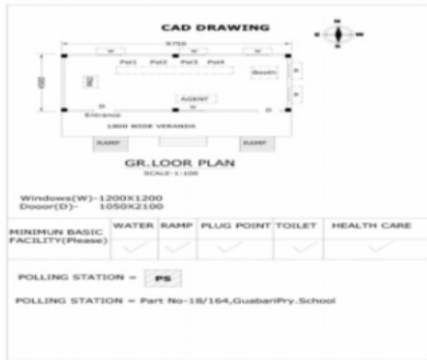 CAD DRAWING
N
E W
S
9750
W W W
Pol1 Pol2 Pol3 Pol4
Booth
4500
AGENT
D W D
Entrance
1800 WIDE VERANDA
RAMP RAMP
GR.LOOR PLAN
SCALE-1:100
Windows(W)-1200X1200
Dooor(D)- 1050X2100
MINIMUN BASIC FACILITY(Please) WATER RAMP PLUG POINT TOILET HEALTH CARE
POLLING STATION = PS
POLLING STATION = Part No-18/164,GuabariPry.School